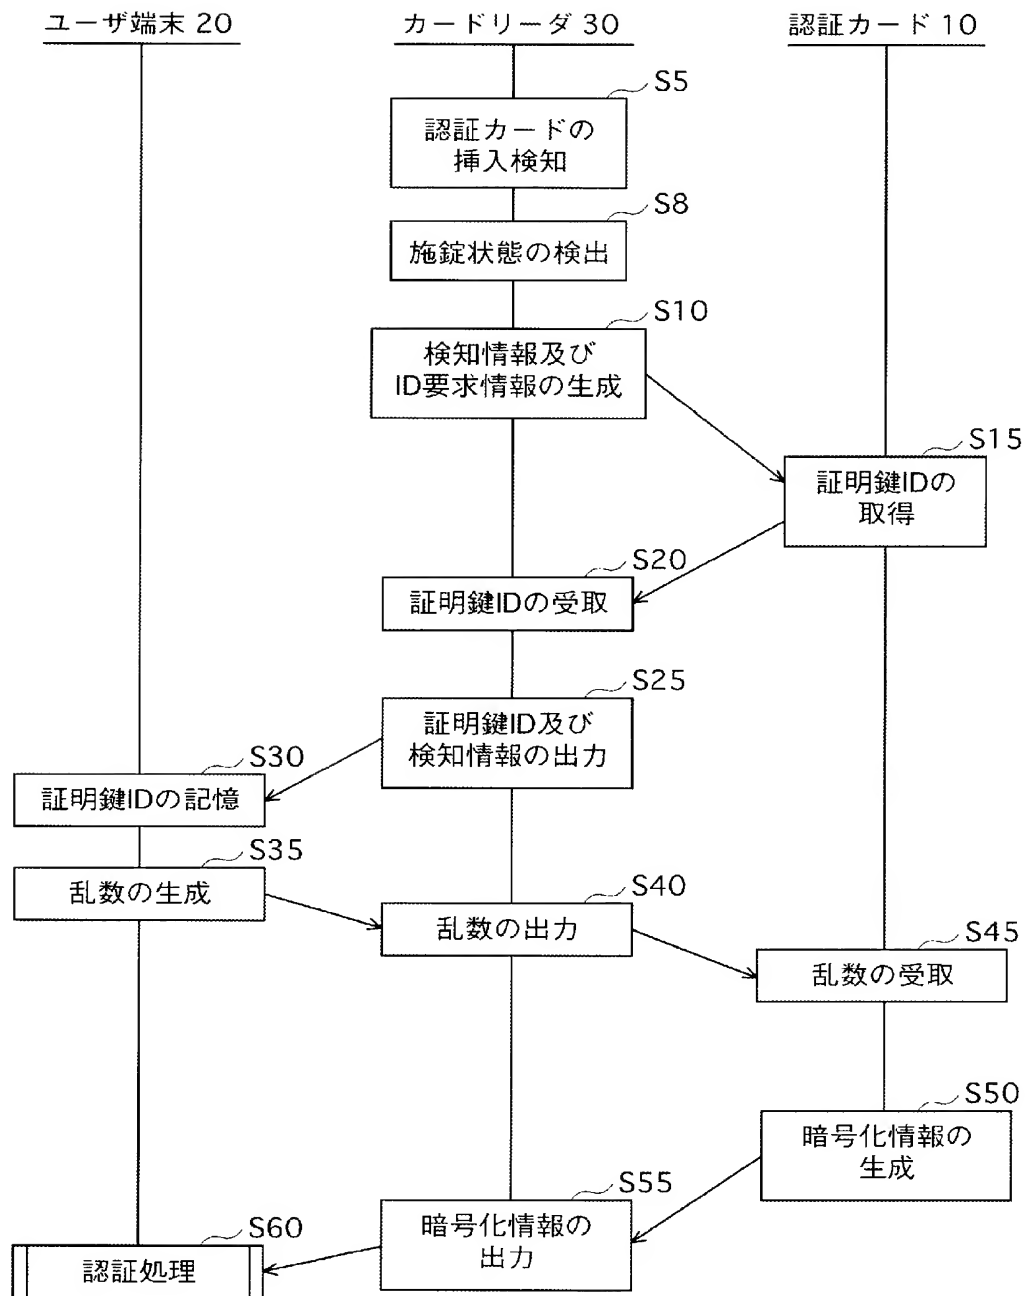 ユーザ端末 20
カードリーダ 30
認証カード 10
S5
認証カードの
挿入検知
S8
施錠状態の検出
S10
検知情報及び
ID要求情報の生成
S15
証明鍵IDの
取得
S20
証明鍵IDの受取
S25
証明鍵ID及び
検知情報の出力
S30
証明鍵IDの記憶
S35
乱数の生成
S40
乱数の出力
S45
乱数の受取
S50
暗号化情報の
生成
S55
暗号化情報の
出力
S60
認証処理